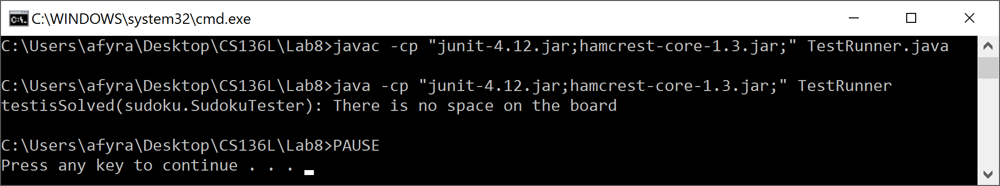 C:\WINDOWS\system32\cmd.exe
C:\Users\afyra\Desktop\CS136L\Lab8>javac -cp "junit-4.12.jar;hamcrest-core-1.3.jar;" TestRunner.java
C:\Users\afyra\Desktop\CS136L\Lab8>java -cp "junit-4.12.jar;hamcrest-core-1.3.jar;" TestRunner
testisSolved(sudoku.SudokuTester): There is no space on the board
C:\Users\afyra\Desktop\CS136L\Lab8>PAUSE
Press any key to continue . . .